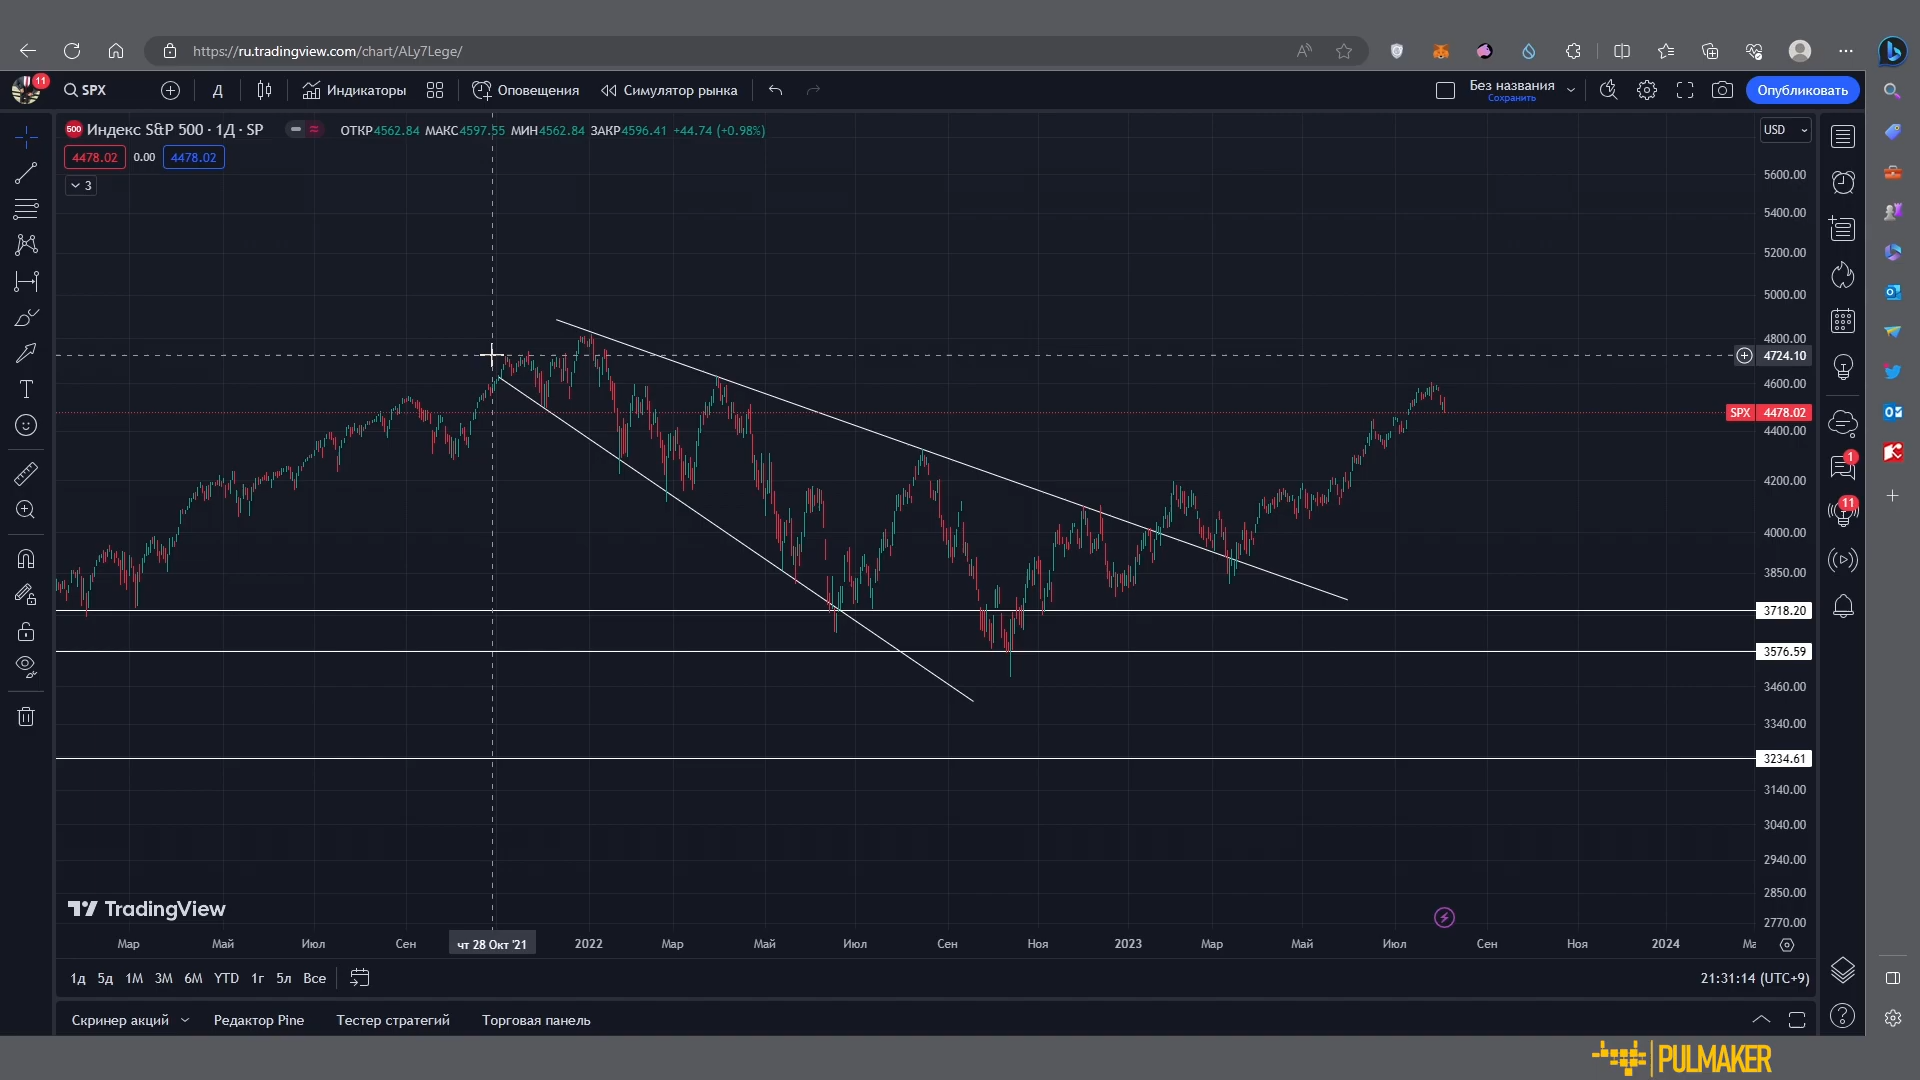 https://ru.tradingview.com/chart/ALy7Lege/
11
SPX
Д
Индикаторы
Оповещения
Симулятор рынка
Без названия
Сохранить
Опубликовать
500
Индекс S&P 500 · 1Д · SP
ОТКР4562.84 МАКС4597.55 МИН4562.84 ЗАКР4596.41 +44.74 (+0.98%)
USD
4478.02 0.00 4478.02
3
5600.00
5400.00
5200.00
5000.00
4800.00
4724.10
4600.00
SPX 4478.02
4400.00
4200.00
4000.00
3850.00
3718.20
3576.59
3460.00
3340.00
3234.61
3140.00
3040.00
2940.00
2850.00
2770.00
1
11
TradingView
Мар Май Июл Сен чт 28 Окт '21 2022 Мар Май Июл Сен Ноя 2023 Мар Май Июл Сен Ноя 2024
1д 5д 1М 3М 6М YTD 1г 5л Все
21:31:14 (UTC+9)
Скринер акций Редактор Pine Тестер стратегий Торговая панель
PULMAKER